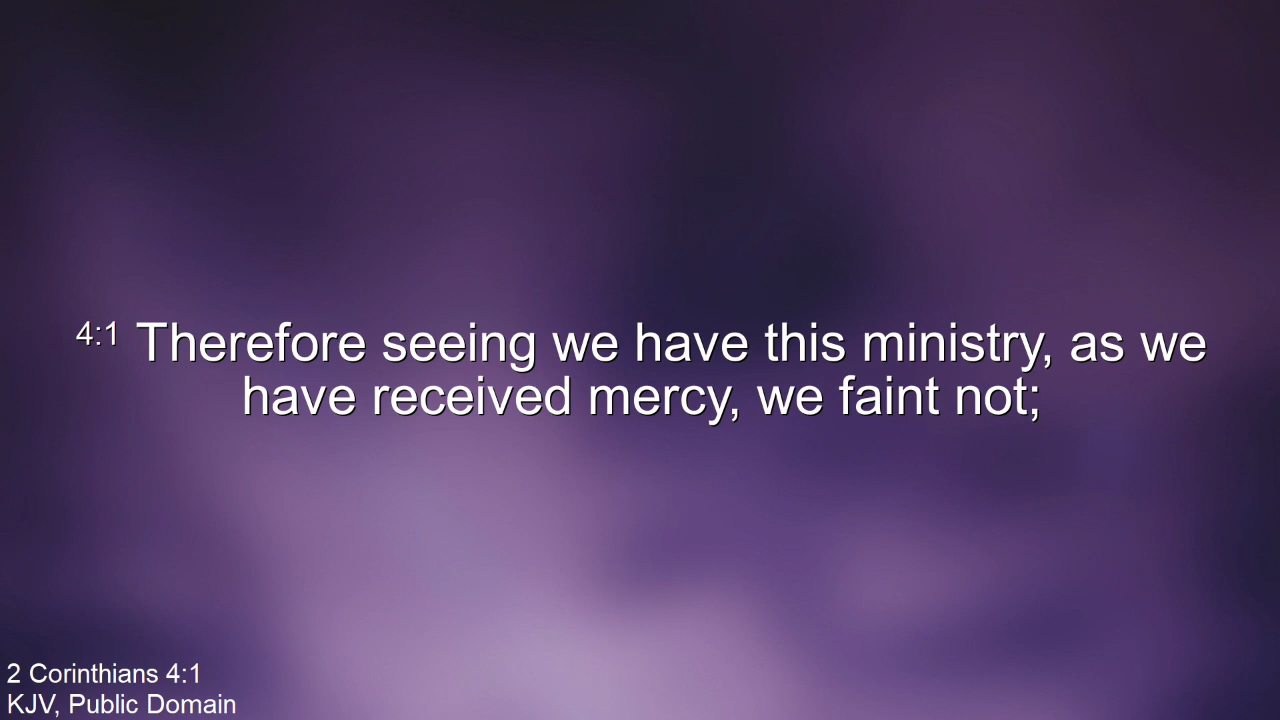 4:1 Therefore seeing we have this ministry, as we
have received mercy, we faint not;
2 Corinthians 4:1
KJV, Public Domain